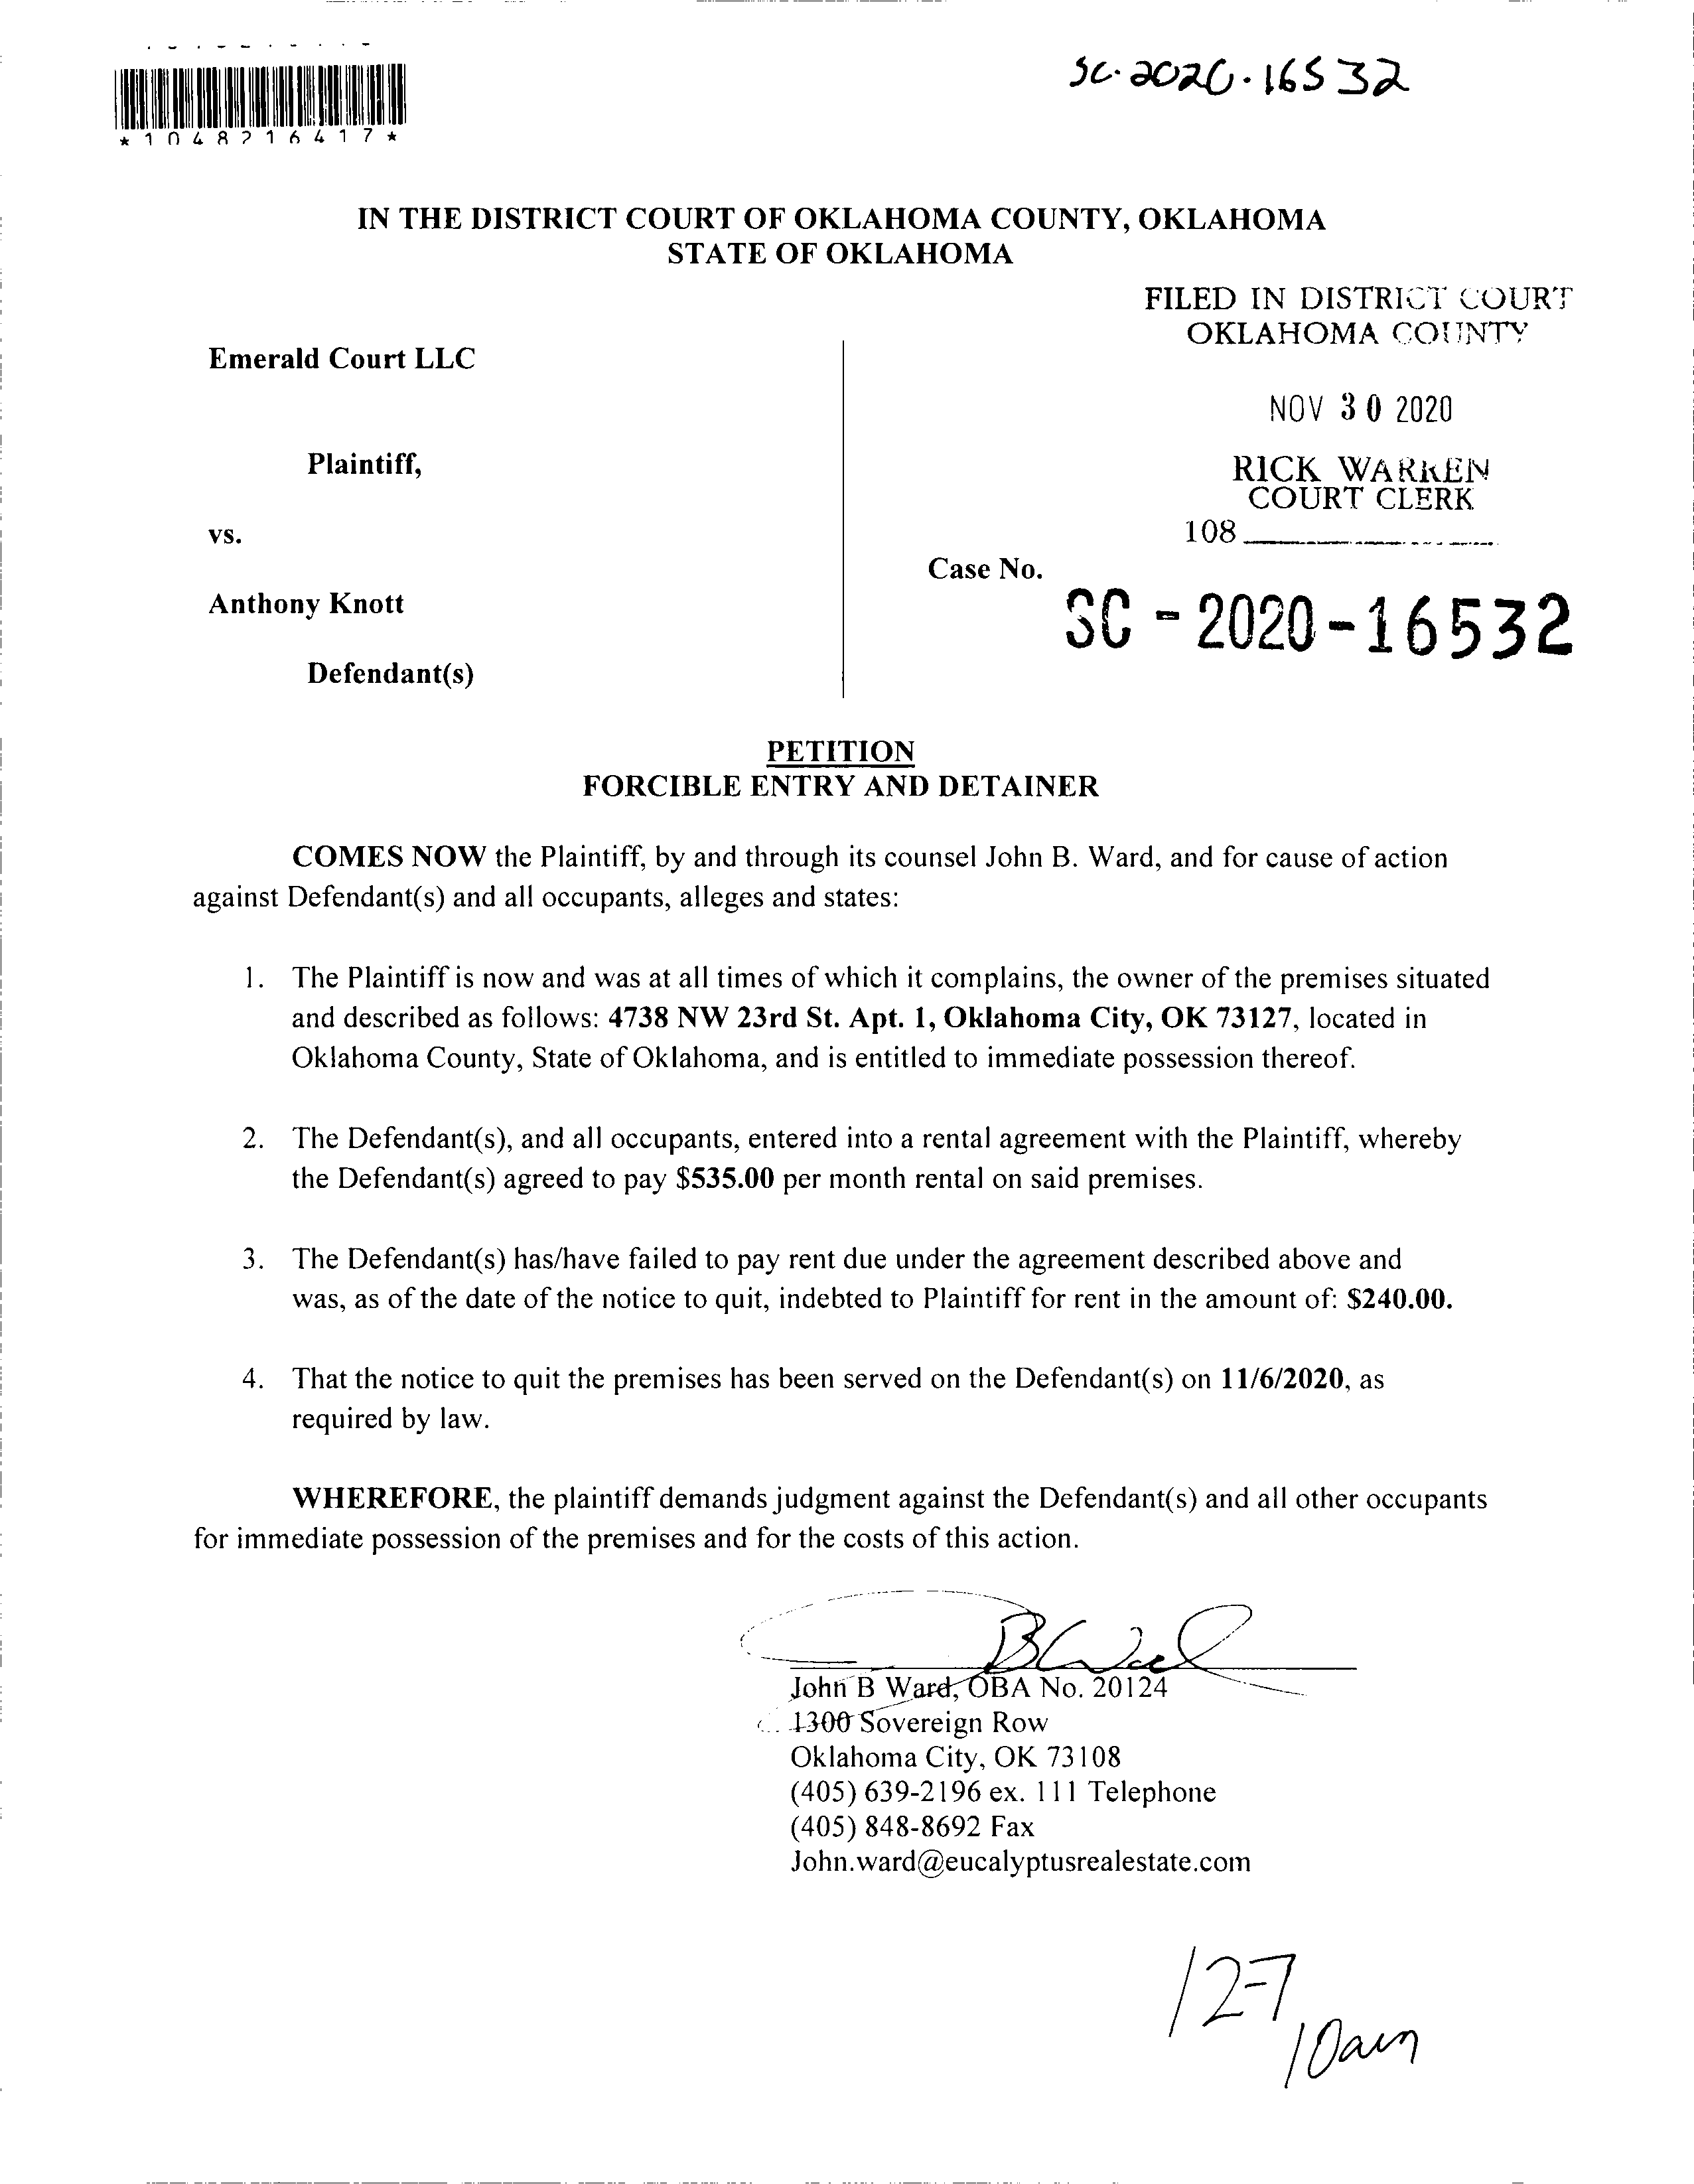 SC-2020-16532
*1048216417*
IN THE DISTRICT COURT OF OKLAHOMA COUNTY, OKLAHOMA
STATE OF OKLAHOMA
FILED IN DISTRICT COURT
OKLAHOMA COUNTY
Emerald Court LLC
NOV 30 2020
Plaintiff,
RICK WARREN
COURT CLERK
108
vs.
Case No.
Anthony Knott
SC-2020-16532
Defendant(s)
PETITION
FORCIBLE ENTRY AND DETAINER
COMES NOW the Plaintiff, by and through its counsel John B. Ward, and for cause of action
against Defendant(s) and all occupants, alleges and states:
1. The Plaintiff is now and was at all times of which it complains, the owner of the premises situated
and described as follows: 4738 NW 23rd St. Apt. 1, Oklahoma City, OK 73127, located in
Oklahoma County, State of Oklahoma, and is entitled to immediate possession thereof.
2. The Defendant(s), and all occupants, entered into a rental agreement with the Plaintiff, whereby
the Defendant(s) agreed to pay $535.00 per month rental on said premises.
3. The Defendant(s) has/have failed to pay rent due under the agreement described above and
was, as of the date of the notice to quit, indebted to Plaintiff for rent in the amount of: $240.00.
4. That the notice to quit the premises has been served on the Defendant(s) on 11/6/2020, as
required by law.
WHEREFORE, the plaintiff demands judgment against the Defendant(s) and all other occupants
for immediate possession of the premises and for the costs of this action.
John B Ward, OBA No. 20124
1300 Sovereign Row
Oklahoma City, OK 73108
(405) 639-2196 ex. 111 Telephone
(405) 848-8692 Fax
John.ward@eucalyptusrealestate.com
12-7
10am